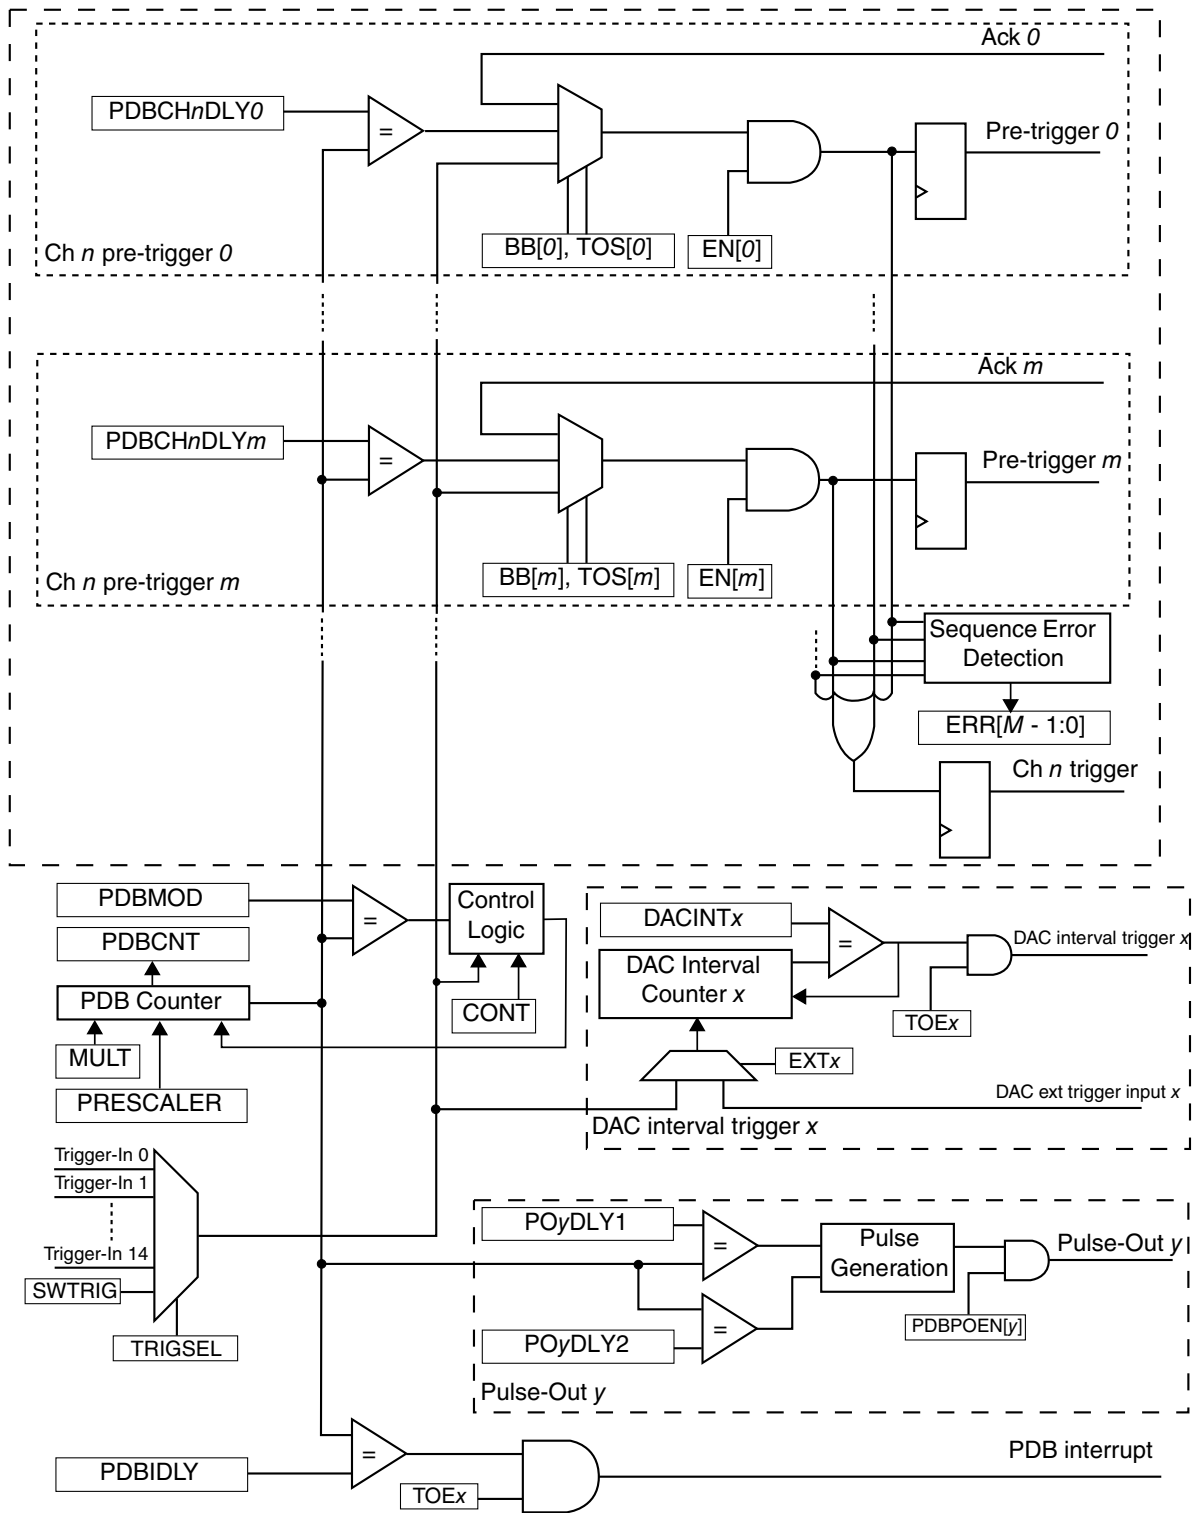 Ack 0
PDBCHnDLY0
=
Pre-trigger 0
BB[0], TOS[0]
EN[0]
Ch n pre-trigger 0
Ack m
PDBCHnDLYm
=
Pre-trigger m
BB[m], TOS[m]
EN[m]
Ch n pre-trigger m
Sequence Error
Detection
ERR[M - 1:0]
Ch n trigger
PDBMOD
=
Control
Logic
PDBCNT
PDB Counter
CONT
MULT
PRESCALER
DACINTx
=
DAC interval trigger x
DAC Interval
Counter x
TOEx
EXTx
DAC ext trigger input x
DAC interval trigger x
Trigger-In 0
Trigger-In 1
Trigger-In 14
SWTRIG
TRIGSEL
POyDLY1
=
Pulse
Generation
Pulse-Out y
PDBPOEN[y]
=
POyDLY2
Pulse-Out y
=
PDBIDLY
TOEx
PDB interrupt